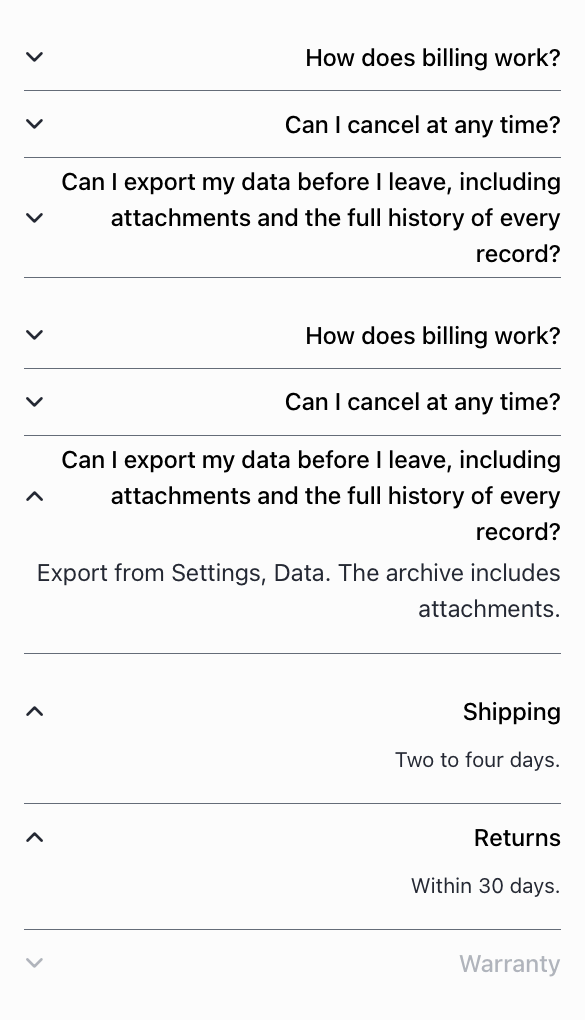 How does billing work?
Can I cancel at any time?
Can I export my data before I leave, including
attachments and the full history of every
record?
How does billing work?
Can I cancel at any time?
Can I export my data before I leave, including
attachments and the full history of every
record?
Export from Settings, Data. The archive includes
attachments.
Shipping
Two to four days.
Returns
Within 30 days.
Warranty